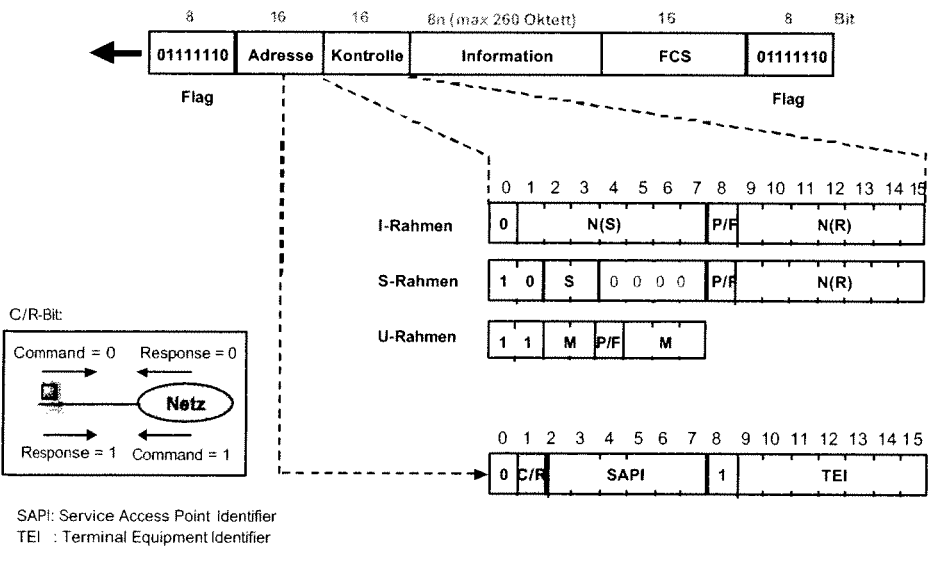 8 16 16 8n (max 260 Oktett) 16 8 Bit
01111110 Adresse Kontrolle Information FCS 01111110
Flag Flag
0 1 2 3 4 5 6 7 8 9 10 11 12 13 14 15
I-Rahmen 0 N(S) P/F N(R)
S-Rahmen 1 0 S 0 0 0 0 P/F N(R)
U-Rahmen 1 1 M P/F M
C/R-Bit:
Command = 0 Response = 0
Netz
Response = 1 Command = 1
0 1 2 3 4 5 6 7 8 9 10 11 12 13 14 15
0 C/R SAPI 1 TEI
SAPI: Service Access Point Identifier
TEI : Terminal Equipment Identifier